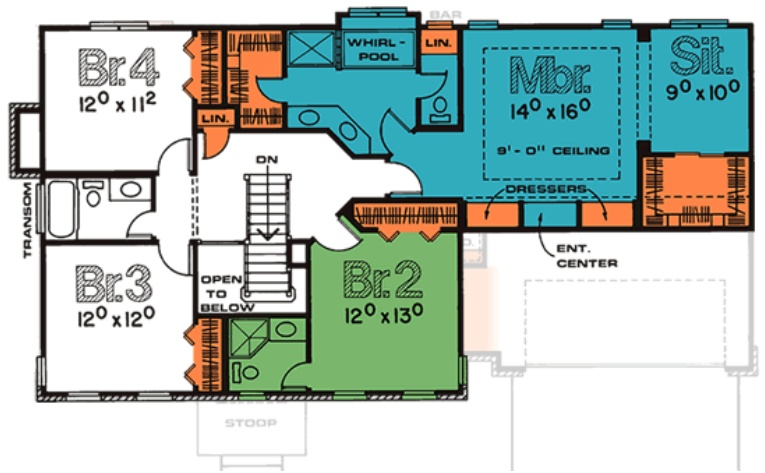 BAR
Br.4
12⁰ x 11²
WHIRL-
POOL
LIN.
Mbr.
14⁰ x 16⁰
9'-0" CEILING
Sit.
9⁰ x 10⁰
LIN.
DN
DRESSERS
TRANSOM
ENT.
CENTER
OPEN
TO
BELOW
Br.3
12⁰ x 12⁰
Br.2
12⁰ x 13⁰
STOOP